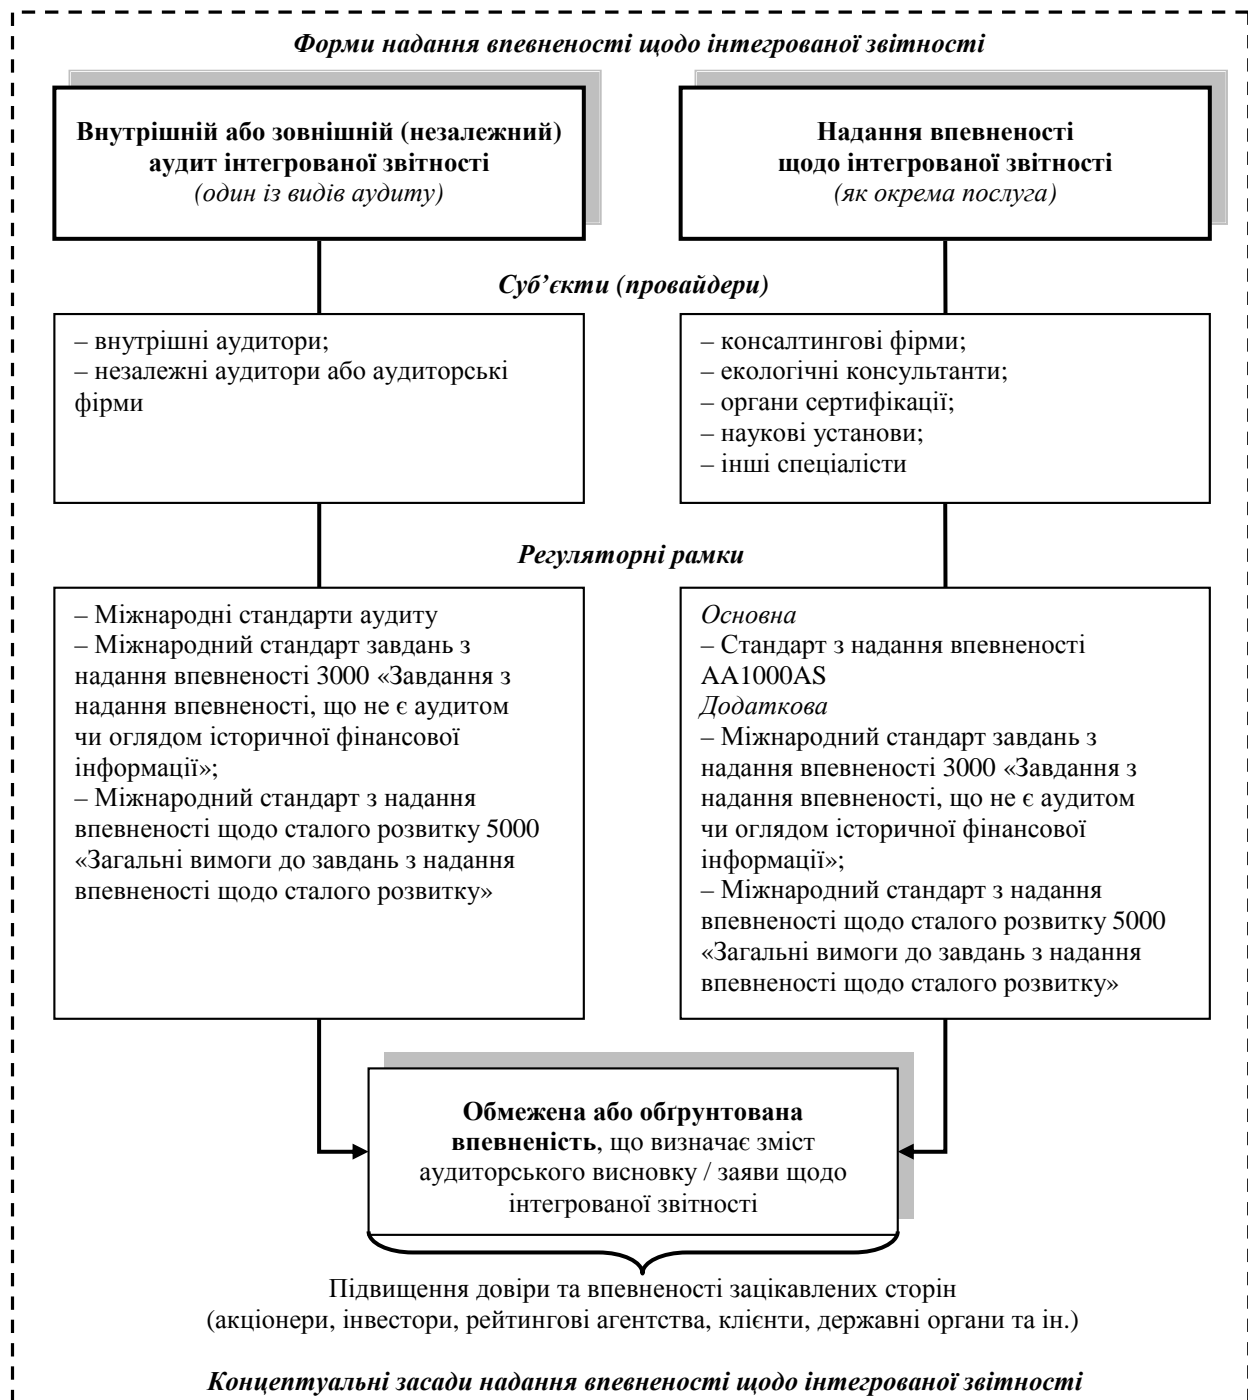 Форми надання впевненості щодо інтегрованої звітності
Внутрішній або зовнішній (незалежний)
аудит інтегрованої звітності
(один із видів аудиту)
Надання впевненості
щодо інтегрованої звітності
(як окрема послуга)
Суб’єкти (провайдери)
– внутрішні аудитори;
– незалежні аудитори або аудиторські
фірми
– консалтингові фірми;
– екологічні консультанти;
– органи сертифікації;
– наукові установи;
– інші спеціалісти
Регуляторні рамки
– Міжнародні стандарти аудиту
– Міжнародний стандарт завдань з
надання впевненості 3000 «Завдання з
надання впевненості, що не є аудитом
чи оглядом історичної фінансової
інформації»;
– Міжнародний стандарт з надання
впевненості щодо сталого розвитку 5000
«Загальні вимоги до завдань з надання
впевненості щодо сталого розвитку»
Основна
– Стандарт з надання впевненості
AA1000AS
Додаткова
– Міжнародний стандарт завдань з
надання впевненості 3000 «Завдання з
надання впевненості, що не є аудитом
чи оглядом історичної фінансової
інформації»;
– Міжнародний стандарт з надання
впевненості щодо сталого розвитку 5000
«Загальні вимоги до завдань з надання
впевненості щодо сталого розвитку»
Обмежена або обґрунтована
впевненість, що визначає зміст
аудиторського висновку / заяви щодо
інтегрованої звітності
Підвищення довіри та впевненості зацікавлених сторін
(акціонери, інвестори, рейтингові агентства, клієнти, державні органи та ін.)
Концептуальні засади надання впевненості щодо інтегрованої звітності